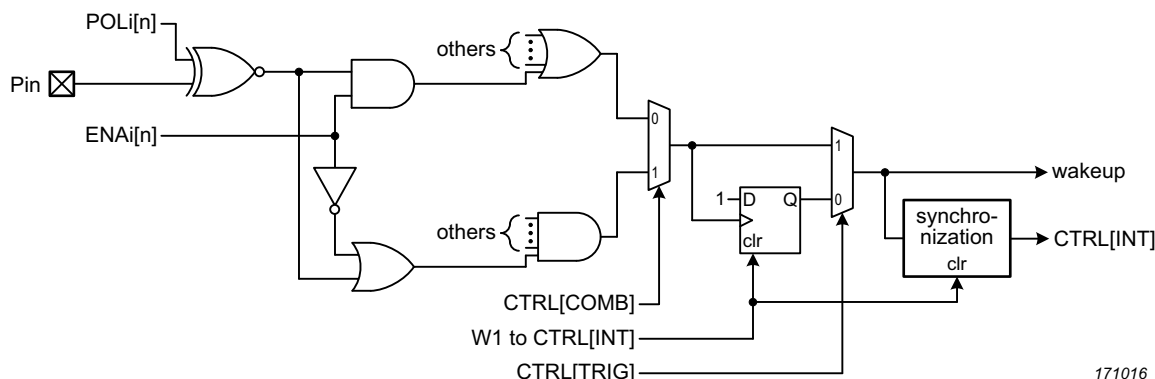 POLi[n]
Pin
ENAi[n]
others
0
1
others
1
D
Q
clr
1
0
wakeup
synchro-
nization
clr
CTRL[INT]
CTRL[COMB]
W1 to CTRL[INT]
CTRL[TRIG]
171016